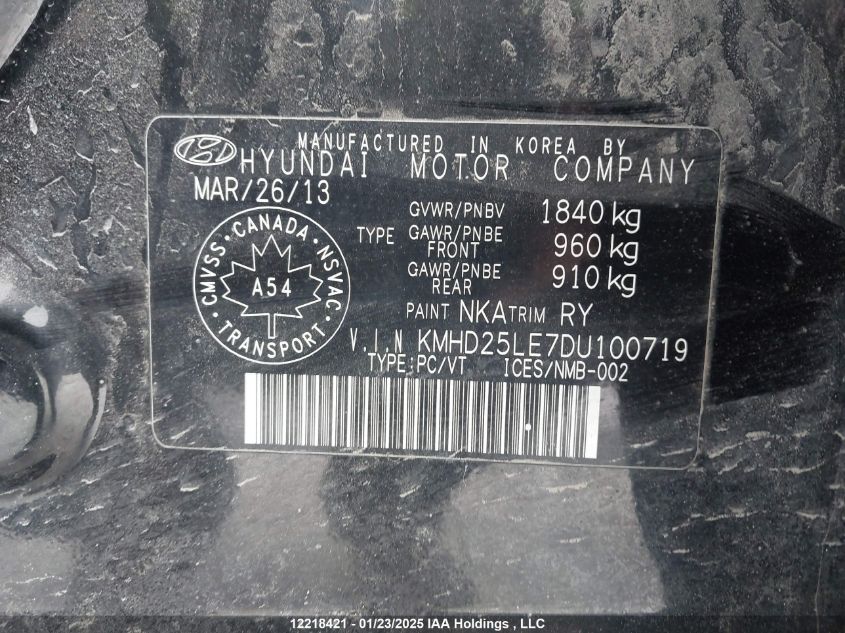 MANUFACTURED IN KOREA BY
HYUNDAI MOTOR COMPANY
MAR/26/13
GVWR/PNBV 1840 kg
TYPE GAWR/PNBE FRONT 960 kg
GAWR/PNBE REAR 910 kg
CMVSS · CANADA · NSVAC · TRANSPORT ·
A54
PAINT NKA TRIM RY
V.I.N KMHD25LE7DU100719
TYPE:PC/VT ICES/NMB-002
12218421 - 01/23/2025 IAA Holdings , LLC